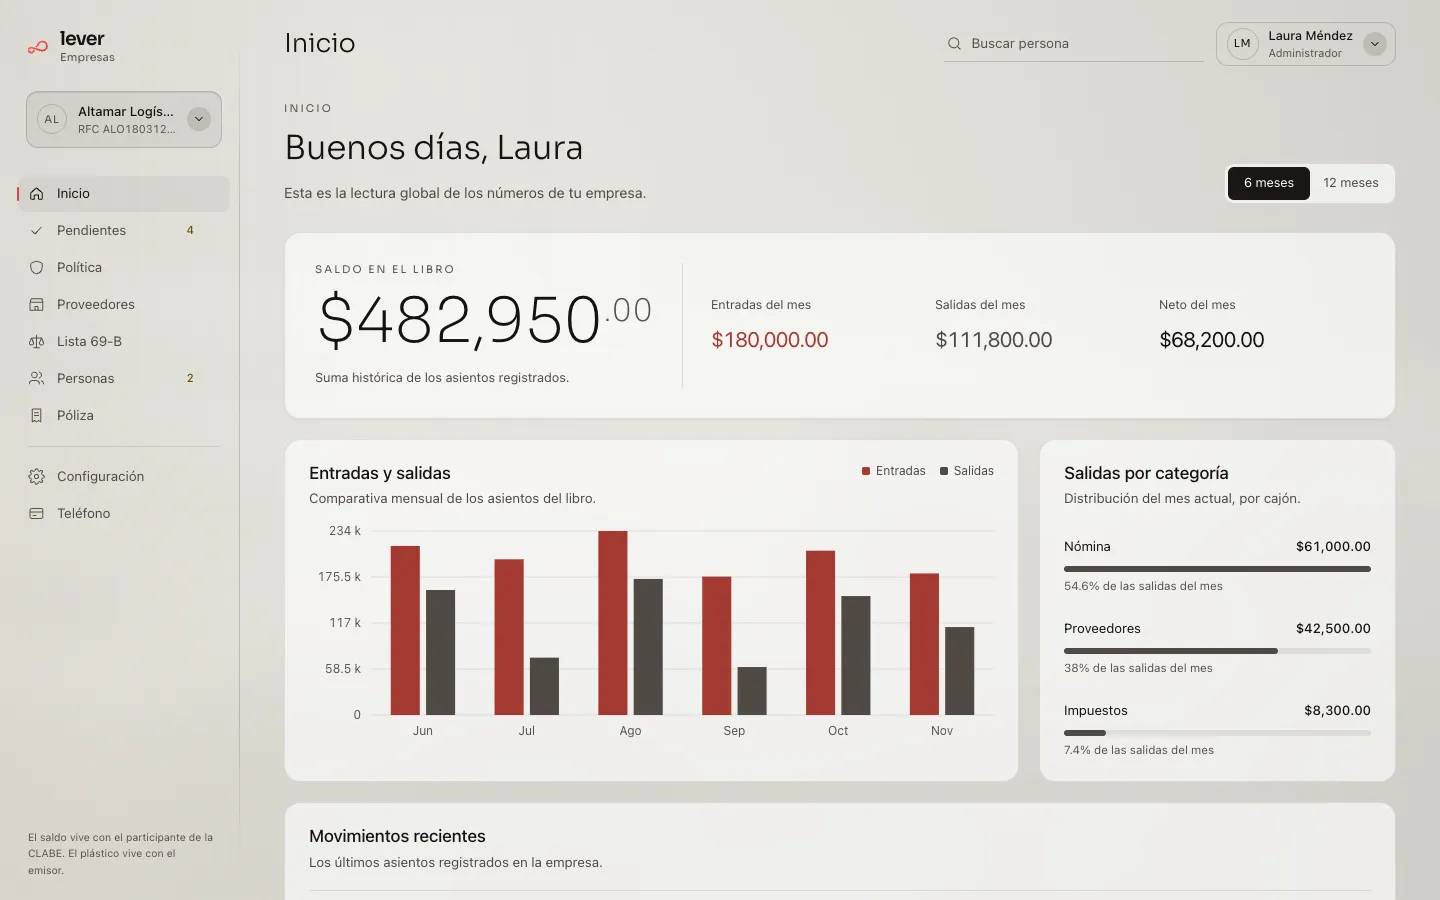 lever
Empresas
AL
Altamar Logís...
RFC ALO180312...
Inicio
Pendientes 4
Política
Proveedores
Lista 69-B
Personas 2
Póliza
Configuración
Teléfono
El saldo vive con el participante de la
CLABE. El plástico vive con el
emisor.
Inicio
Buscar persona
LM
Laura Méndez
Administrador
INICIO
Buenos días, Laura
Esta es la lectura global de los números de tu empresa.
6 meses 12 meses
SALDO EN EL LIBRO
$482,950.00
Suma histórica de los asientos registrados.
Entradas del mes
$180,000.00
Salidas del mes
$111,800.00
Neto del mes
$68,200.00
Entradas y salidas
Comparativa mensual de los asientos del libro.
Entradas Salidas
234 k
175.5 k
117 k
58.5 k
0
Jun Jul Ago Sep Oct Nov
Salidas por categoría
Distribución del mes actual, por cajón.
Nómina $61,000.00
54.6% de las salidas del mes
Proveedores $42,500.00
38% de las salidas del mes
Impuestos $8,300.00
7.4% de las salidas del mes
Movimientos recientes
Los últimos asientos registrados en la empresa.